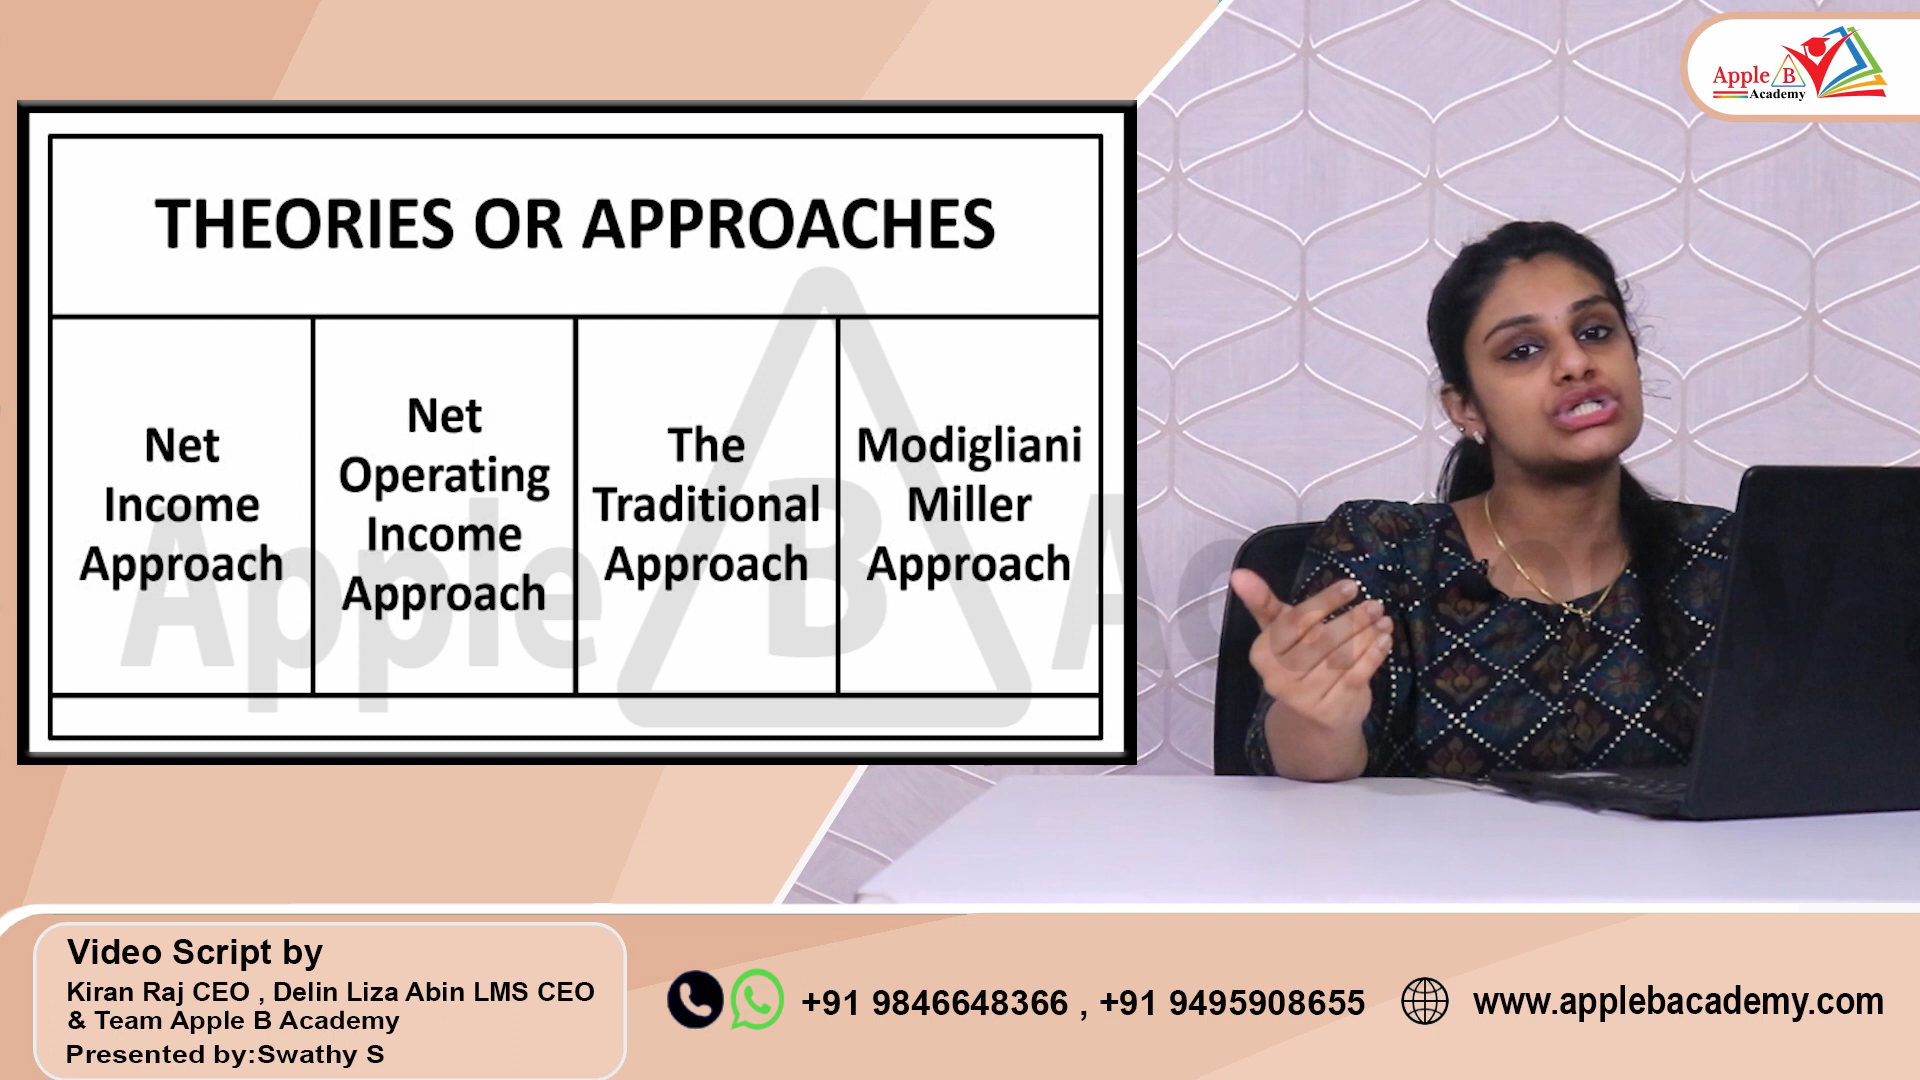 Apple B
Academy
THEORIES OR APPROACHES
Net
Income
Approach
Net
Operating
Income
Approach
The
Traditional
Approach
Modigliani
Miller
Approach
Apple B Academy
Video Script by
Kiran Raj CEO , Delin Liza Abin LMS CEO
& Team Apple B Academy
Presented by:Swathy S
+91 9846648366 , +91 9495908655
www.applebacademy.com